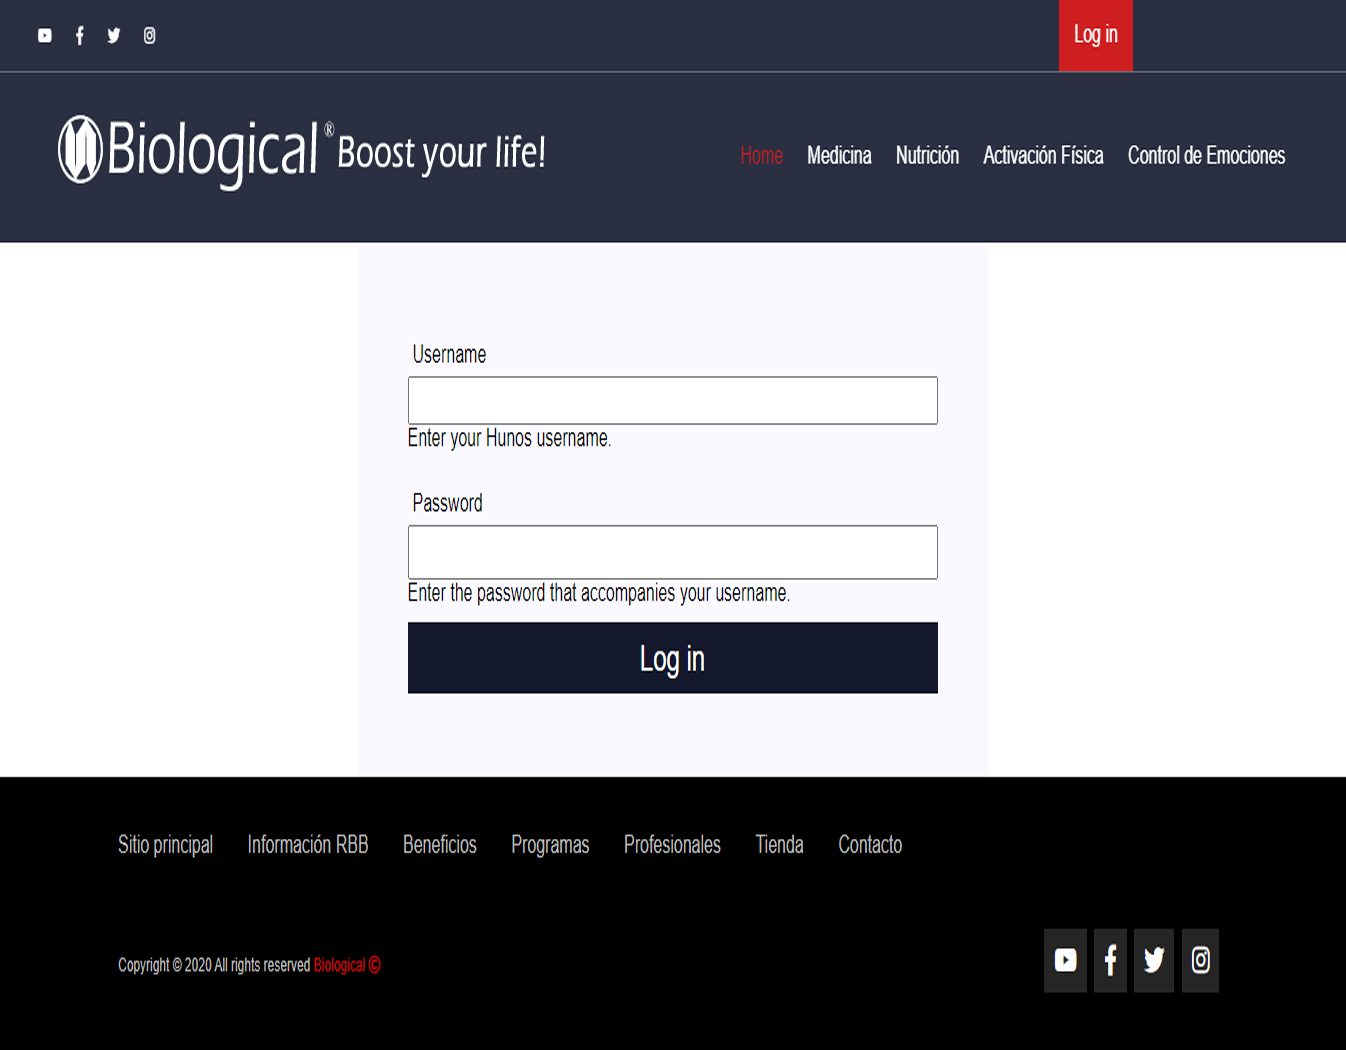 Log in
Biological® Boost your life!
Home Medicina Nutrición Activación Física Control de Emociones
Username
Enter your Hunos username.
Password
Enter the password that accompanies your username.
Log in
Sitio principal Información RBB Beneficios Programas Profesionales Tienda Contacto
Copyright © 2020 All rights reserved Biological ©